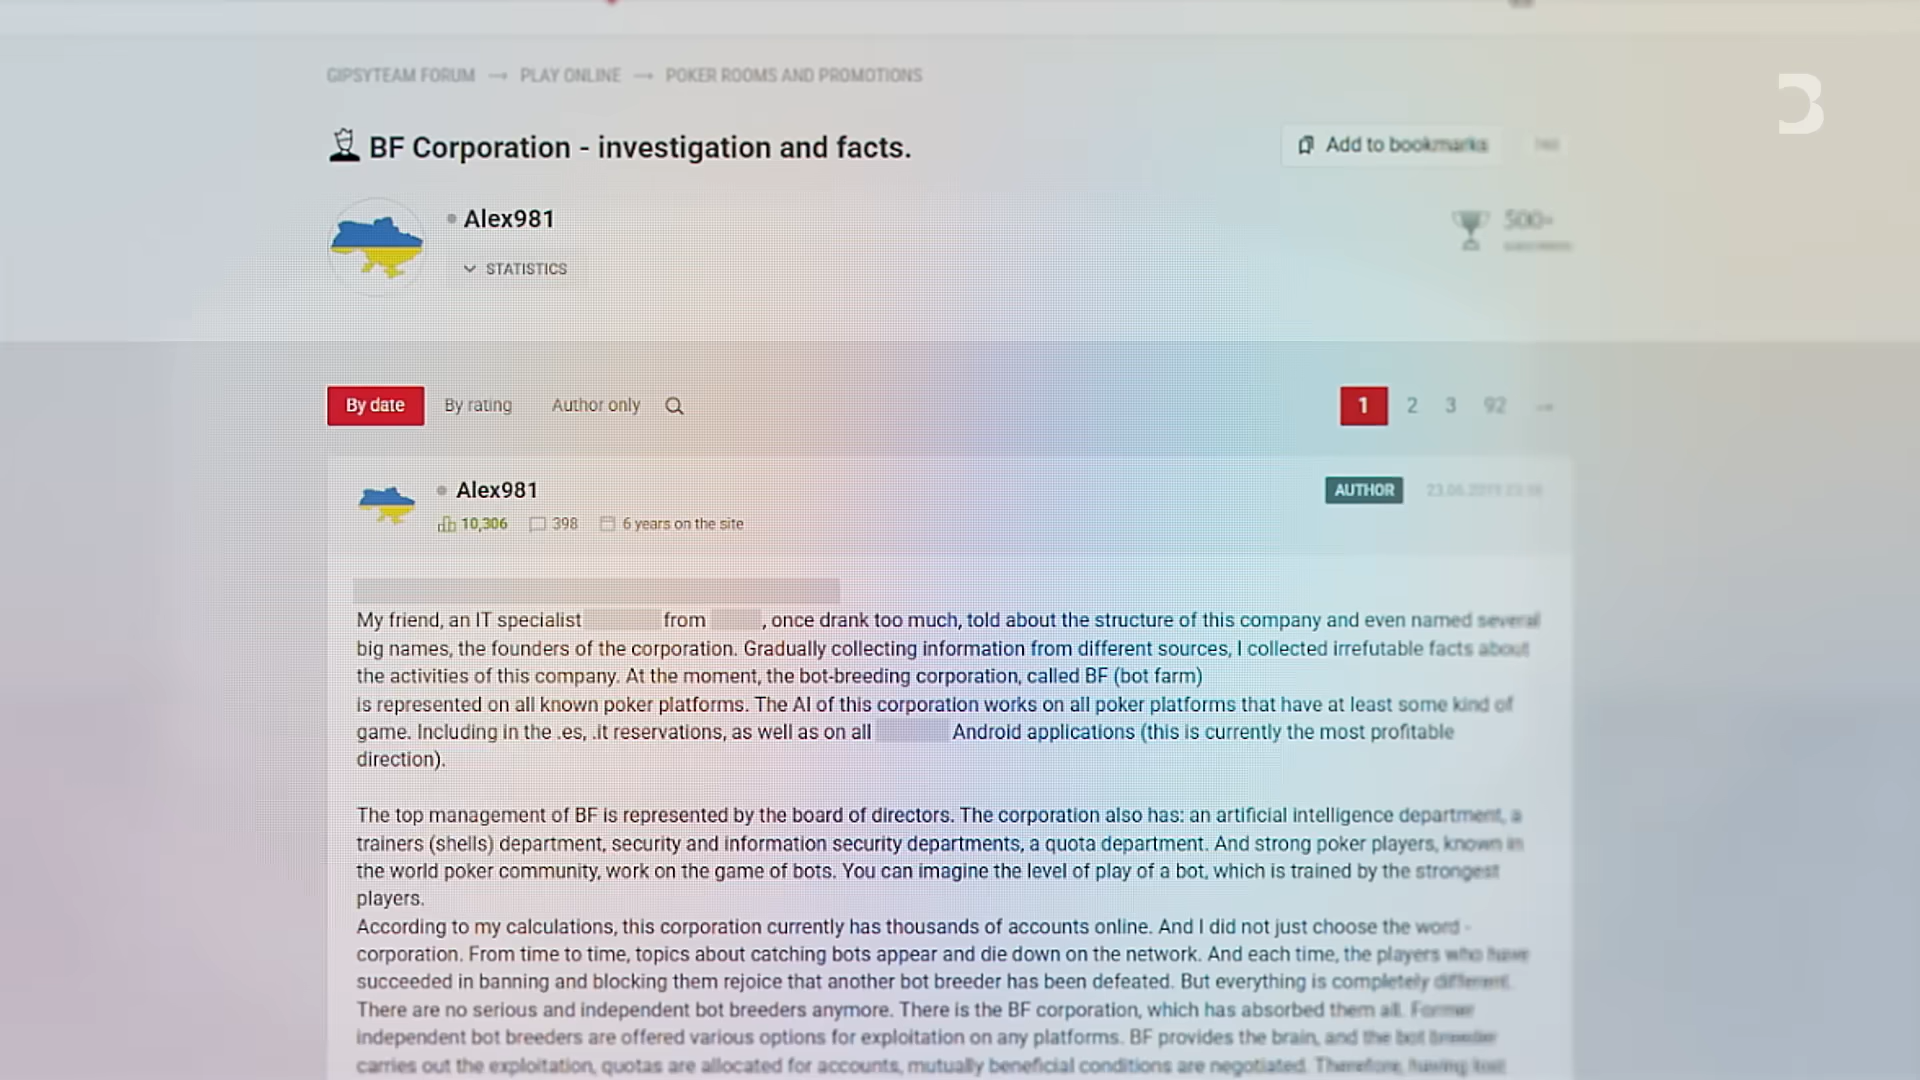 GIPSYTEAM FORUM → PLAY ONLINE → POKER ROOMS AND PROMOTIONS
BF Corporation - investigation and facts.
Add to bookmarks
Alex981
500+
STATISTICS
By date By rating Author only
1 2 3 92 →
Alex981
AUTHOR
10,306 398 6 years on the site
My friend, an IT specialist from , once drank too much, told about the structure of this company and even named several
big names, the founders of the corporation. Gradually collecting information from different sources, I collected irrefutable facts about
the activities of this company. At the moment, the bot-breeding corporation, called BF (bot farm)
is represented on all known poker platforms. The AI of this corporation works on all poker platforms that have at least some kind of
game. Including in the .es, .it reservations, as well as on all Android applications (this is currently the most profitable
direction).
The top management of BF is represented by the board of directors. The corporation also has: an artificial intelligence department, a
trainers (shells) department, security and information security departments, a quota department. And strong poker players, known in
the world poker community, work on the game of bots. You can imagine the level of play of a bot, which is trained by the strongest
players.
According to my calculations, this corporation currently has thousands of accounts online. And I did not just choose the word -
corporation. From time to time, topics about catching bots appear and die down on the network. And each time, the players who have
succeeded in banning and blocking them rejoice that another bot breeder has been defeated. But everything is completely different.
There are no serious and independent bot breeders anymore. There is the BF corporation, which has absorbed them all. Former
independent bot breeders are offered various options for exploitation on any platforms. BF provides the brain, and the bot breeder
carries out the exploitation, quotas are allocated for accounts, mutually beneficial conditions are negotiated. Therefore, having lost